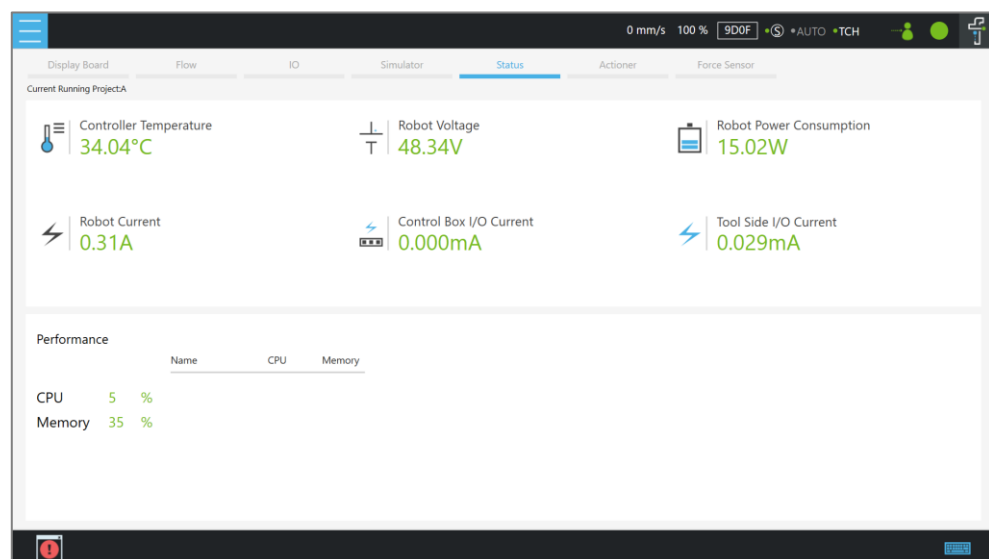 0 mm/s 100 % 9D0F •Ⓢ •AUTO •TCH
Display Board Flow IO Simulator Status Actioner Force Sensor
Current Running Project:A
Controller Temperature Robot Voltage Robot Power Consumption
34.04°C 48.34V 15.02W
Robot Current Control Box I/O Current Tool Side I/O Current
0.31A 0.000mA 0.029mA
Performance
Name CPU Memory
CPU 5 %
Memory 35 %